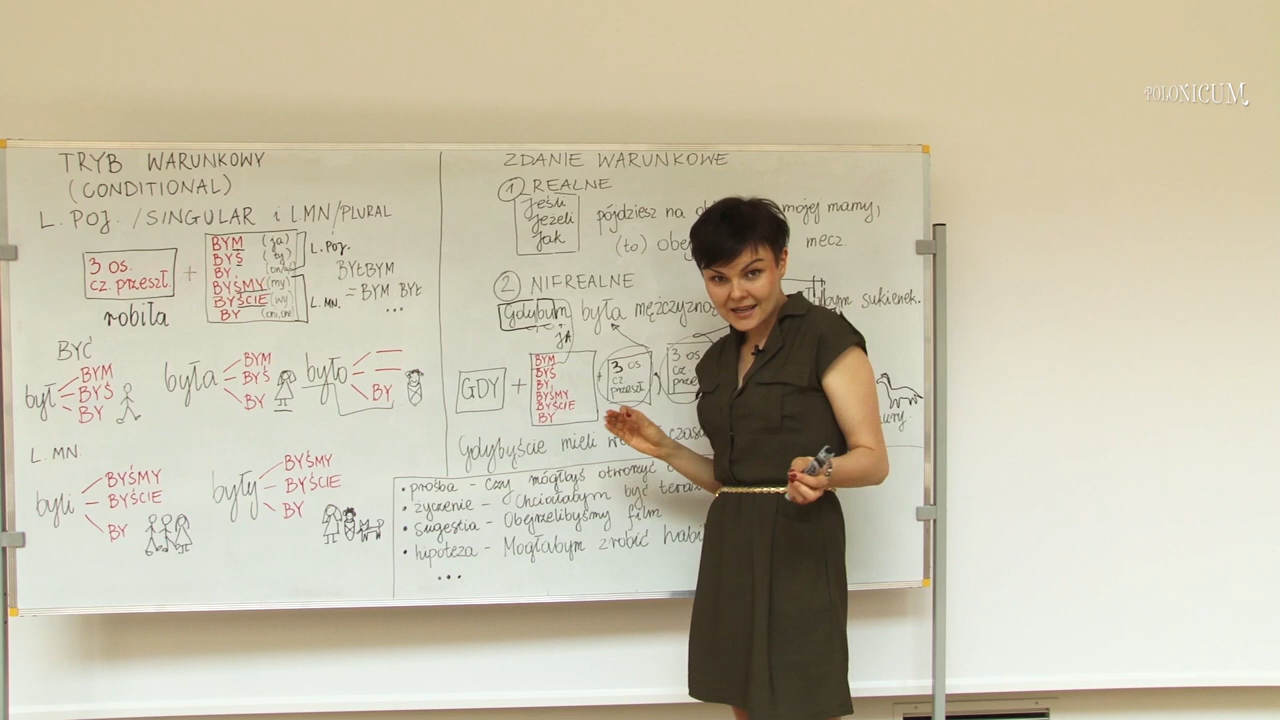 POLONICUM
TRYB WARUNKOWY
(CONDITIONAL)
L. POJ. /SINGULAR i LMN/PLURAL
3 OS.
CZ. PRZESZŁ.
robiła
+
BYM (ja)
BYŚ (ty)
BY
BYŚMY (my)
BYŚCIE (wy)
BY (oni, one)
L. POJ.
L. MN.
BYŁBYM
= BYM BYŁ
...
BYĆ
był
BYM
BYŚ
BY
była
BYM
BYŚ
BY
było
BY
L. MN.
byli
BYŚMY
BYŚCIE
BY
były
BYŚMY
BYŚCIE
BY
ZDANIE WARUNKOWE
1 REALNE
Jeśli
Jeżeli
Jak
pójdziesz na mojej mamy,
(to) mecz.
2 NIEREALNE
Gdybym była sukienek.
ja
GDY +
BYM
BYŚ
BY
BYŚMY
BYŚCIE
BY
+
3 os
cz
przeszł.
,
3 os
cz
przesz
Gdybyście mieli
• prośba - Czy mógłbyś otworzyć
• życzenie - Chciałabym być teraz
• sugestia - Obejrzelibyśmy film
• hipoteza - Mogłabym zrobić
...